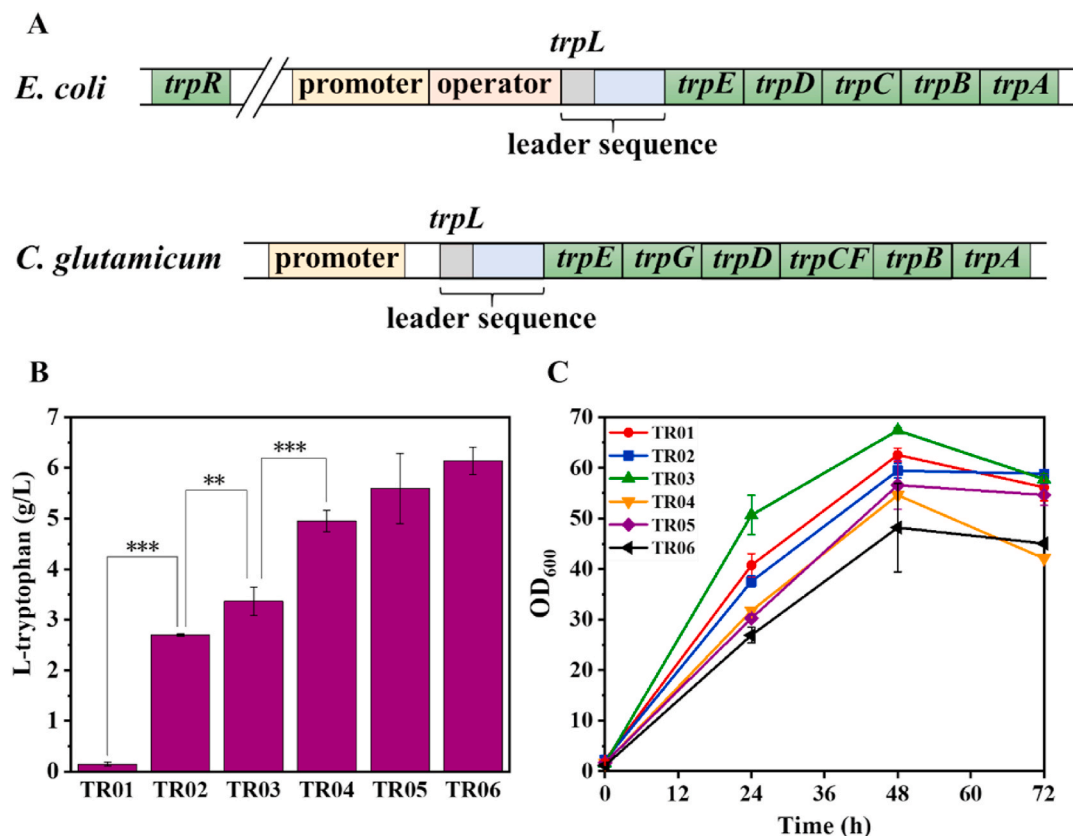 A
E. coli
trpR
promoter
operator
trpL
trpE
trpD
trpC
trpB
trpA
leader sequence
C. glutamicum
promoter
trpL
trpE
trpG
trpD
trpCF
trpB
trpA
leader sequence
B
L-tryptophan (g/L)
7
6
5
4
3
2
1
0
***
**
***
TR01 TR02 TR03 TR04 TR05 TR06
C
OD600
70
60
50
40
30
20
10
0
TR01
TR02
TR03
TR04
TR05
TR06
0 12 24 36 48 60 72
Time (h)